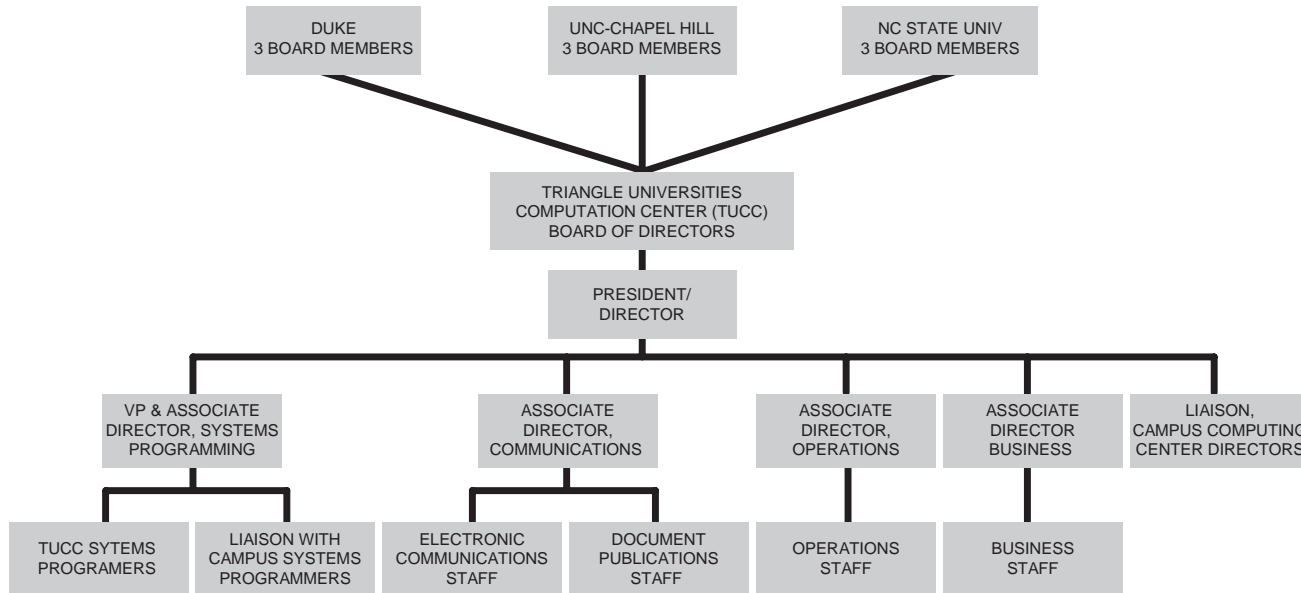 DUKE
3 BOARD MEMBERS
UNC-CHAPEL HILL
3 BOARD MEMBERS
NC STATE UNIV
3 BOARD MEMBERS
TRIANGLE UNIVERSITIES
COMPUTATION CENTER (TUCC)
BOARD OF DIRECTORS
PRESIDENT/
DIRECTOR
VP & ASSOCIATE
DIRECTOR, SYSTEMS
PROGRAMMING
ASSOCIATE
DIRECTOR,
COMMUNICATIONS
ASSOCIATE
DIRECTOR,
OPERATIONS
ASSOCIATE
DIRECTOR
BUSINESS
LIAISON,
CAMPUS COMPUTING
CENTER DIRECTORS
TUCC SYTEMS
PROGRAMERS
LIAISON WITH
CAMPUS SYSTEMS
PROGRAMMERS
ELECTRONIC
COMMUNICATIONS
STAFF
DOCUMENT
PUBLICATIONS
STAFF
OPERATIONS
STAFF
BUSINESS
STAFF